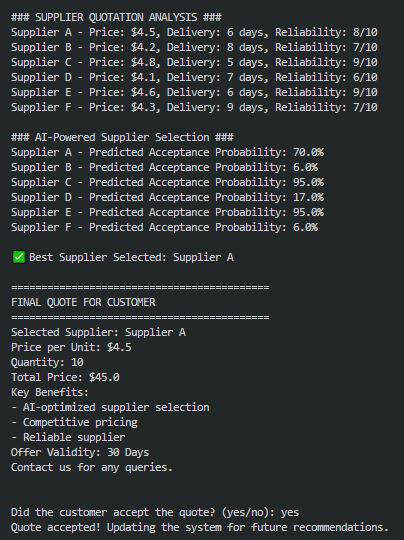 ### SUPPLIER QUOTATION ANALYSIS ###
Supplier A - Price: $4.5, Delivery: 6 days, Reliability: 8/10
Supplier B - Price: $4.2, Delivery: 8 days, Reliability: 7/10
Supplier C - Price: $4.8, Delivery: 5 days, Reliability: 9/10
Supplier D - Price: $4.1, Delivery: 7 days, Reliability: 6/10
Supplier E - Price: $4.6, Delivery: 6 days, Reliability: 9/10
Supplier F - Price: $4.3, Delivery: 9 days, Reliability: 7/10
### AI-Powered Supplier Selection ###
Supplier A - Predicted Acceptance Probability: 70.0%
Supplier B - Predicted Acceptance Probability: 6.0%
Supplier C - Predicted Acceptance Probability: 95.0%
Supplier D - Predicted Acceptance Probability: 17.0%
Supplier E - Predicted Acceptance Probability: 95.0%
Supplier F - Predicted Acceptance Probability: 6.0%
✅ Best Supplier Selected: Supplier A
==========================================
FINAL QUOTE FOR CUSTOMER
==========================================
Selected Supplier: Supplier A
Price per Unit: $4.5
Quantity: 10
Total Price: $45.0
Key Benefits:
- AI-optimized supplier selection
- Competitive pricing
- Reliable supplier
Offer Validity: 30 Days
Contact us for any queries.
Did the customer accept the quote? (yes/no): yes
Quote accepted! Updating the system for future recommendations.